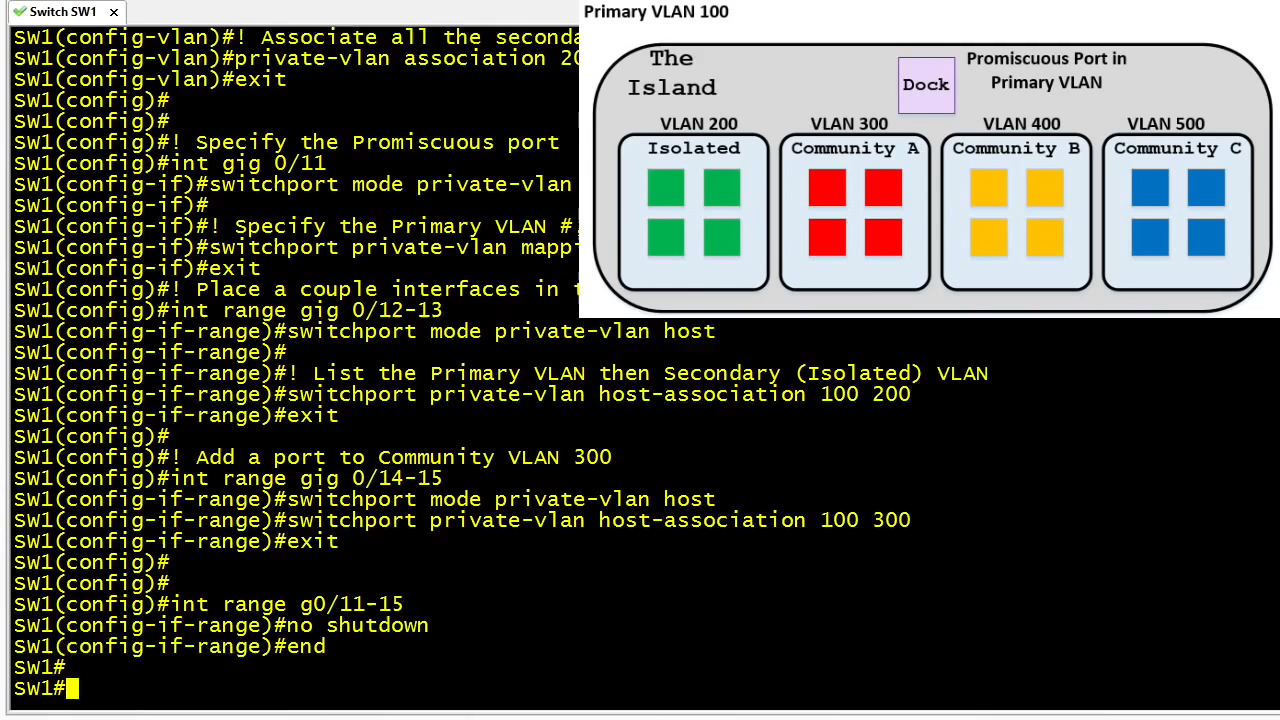 Switch SW1 ×
SW1(config-vlan)#! Associate all the seconda
SW1(config-vlan)#private-vlan association 20
SW1(config-vlan)#exit
SW1(config)#
SW1(config)#
SW1(config)#! Specify the Promiscuous port
SW1(config)#int gig 0/11
SW1(config-if)#switchport mode private-vlan
SW1(config-if)#
SW1(config-if)#! Specify the Primary VLAN #,
SW1(config-if)#switchport private-vlan mappi
SW1(config-if)#exit
SW1(config)#! Place a couple interfaces in t
SW1(config)#int range gig 0/12-13
SW1(config-if-range)#switchport mode private-vlan host
SW1(config-if-range)#
SW1(config-if-range)#! List the Primary VLAN then Secondary (Isolated) VLAN
SW1(config-if-range)#switchport private-vlan host-association 100 200
SW1(config-if-range)#exit
SW1(config)#
SW1(config)#! Add a port to Community VLAN 300
SW1(config)#int range gig 0/14-15
SW1(config-if-range)#switchport mode private-vlan host
SW1(config-if-range)#switchport private-vlan host-association 100 300
SW1(config-if-range)#exit
SW1(config)#
SW1(config)#
SW1(config)#int range g0/11-15
SW1(config-if-range)#no shutdown
SW1(config-if-range)#end
SW1#
SW1#
Primary VLAN 100
The
Island
Dock
Promiscuous Port in
Primary VLAN
VLAN 200
VLAN 300
VLAN 400
VLAN 500
Isolated
Community A
Community B
Community C